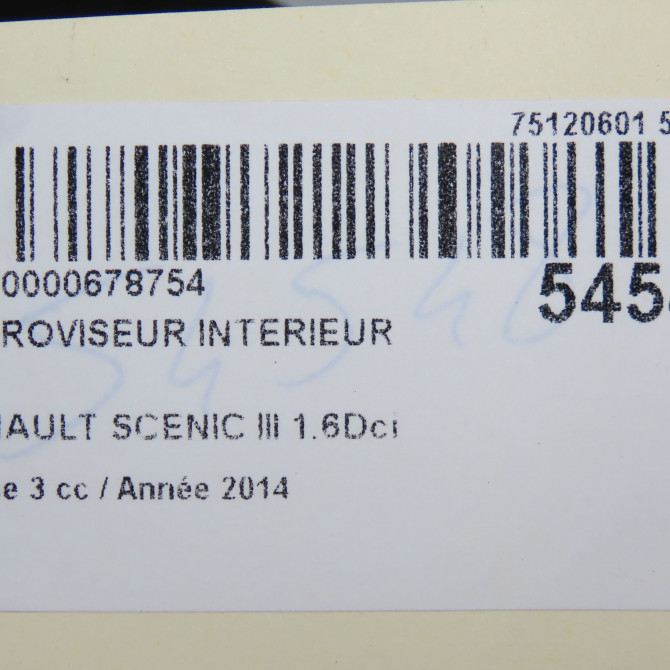 75120601 5
0000678754
545
ROVISEUR INTERIEUR
AULT SCENIC III 1.6Dci
e 3 cc / Année 2014